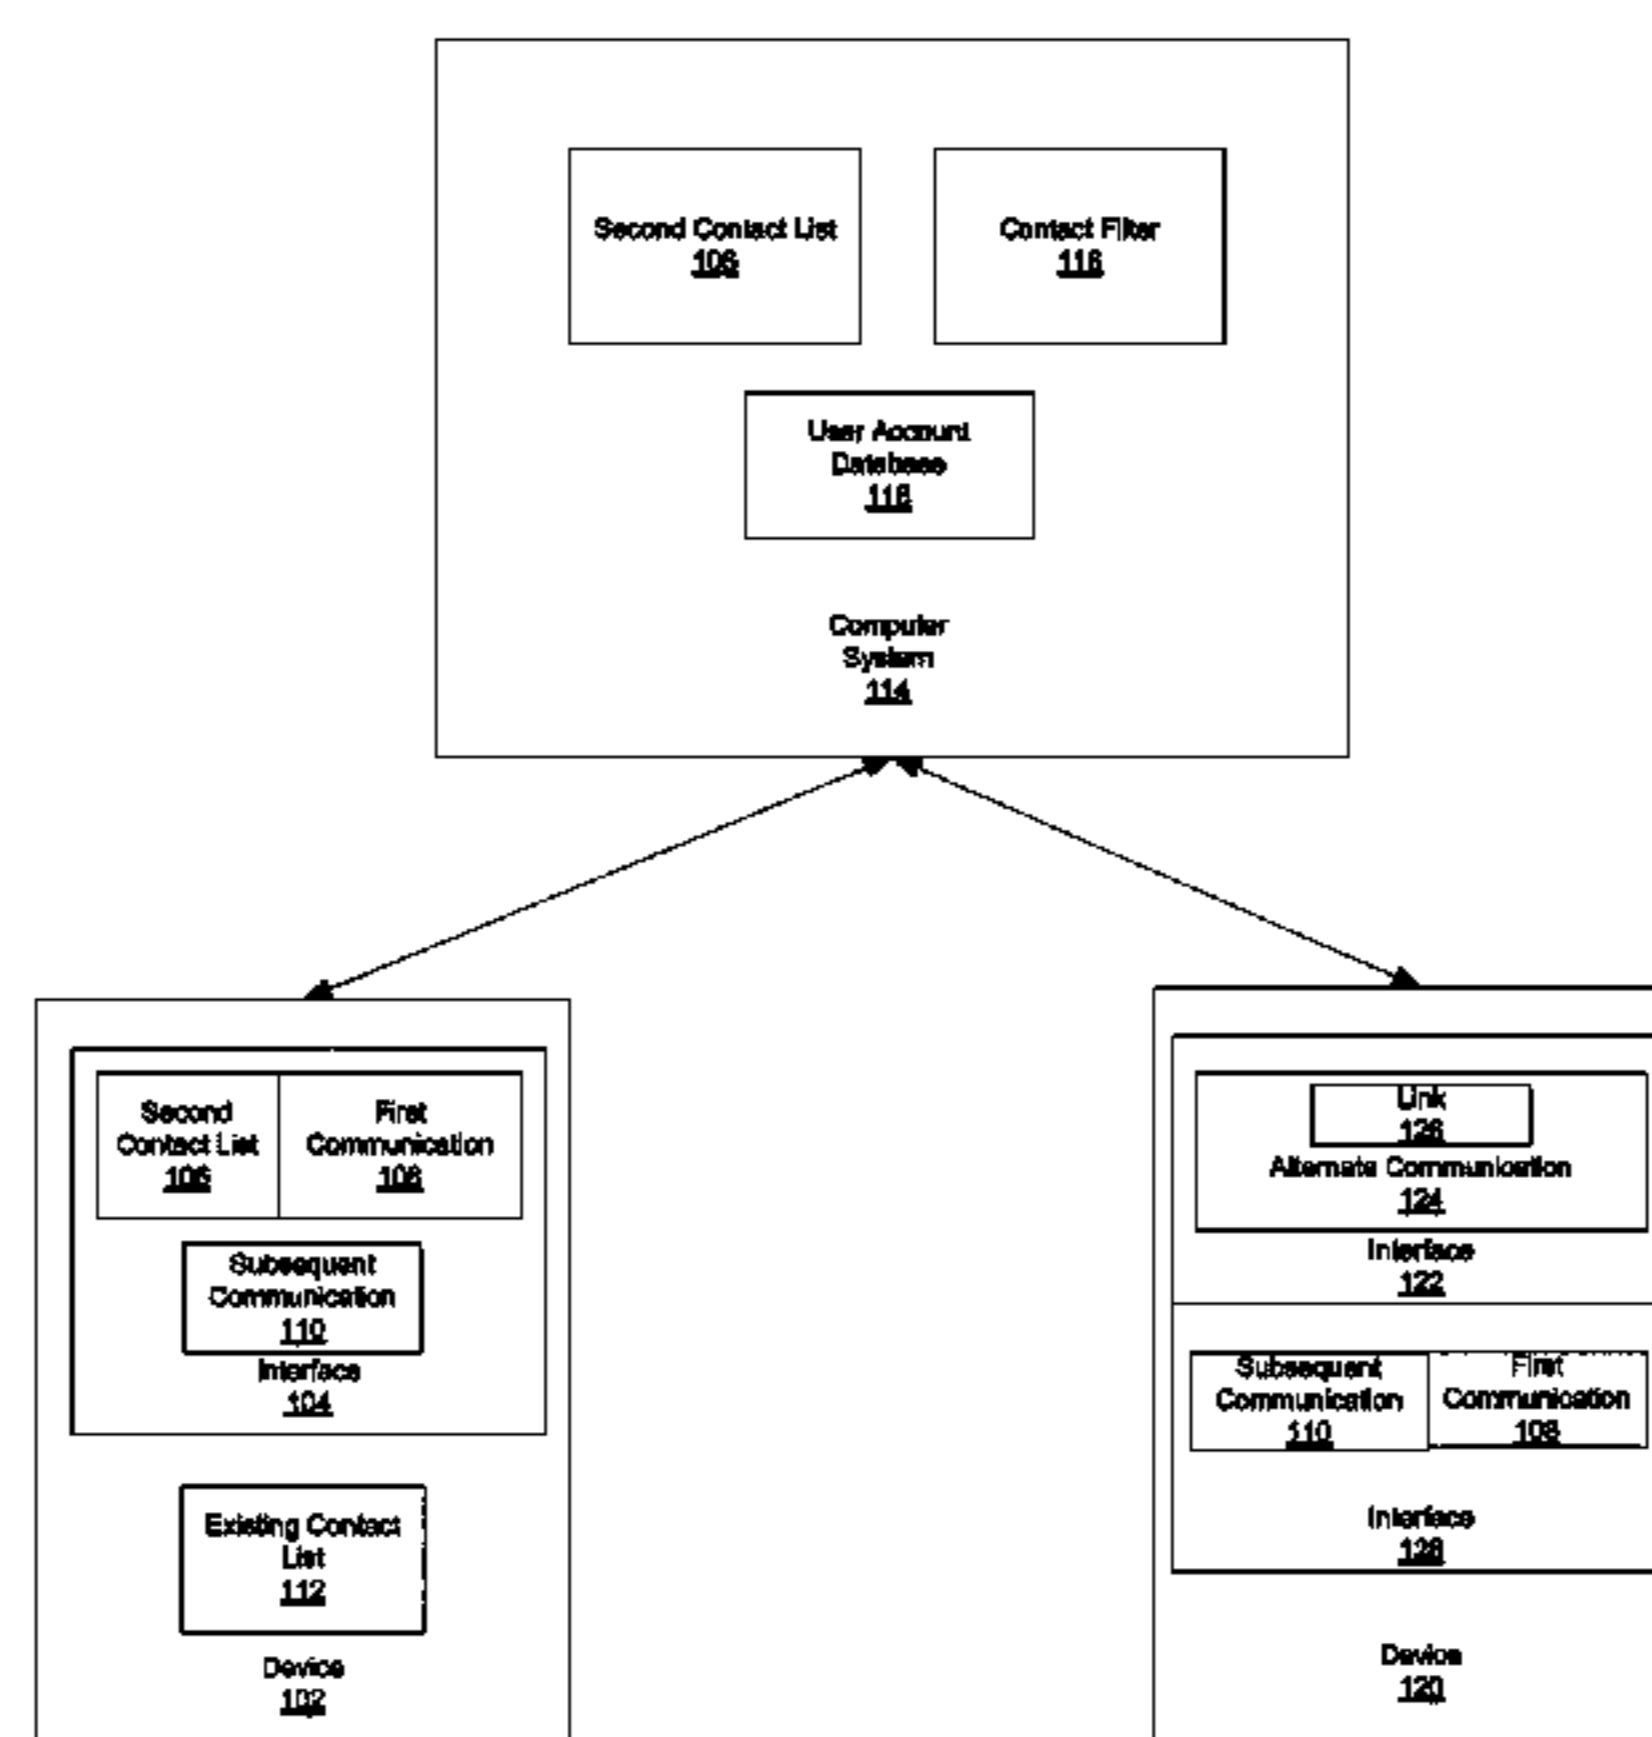 Second Contact List
106
Contact Filter
116
User Account
Database
118
Computer
System
114
Second
Contact List
106
First
Communication
108
Subsequent
Communication
110
Interface
104
Existing Contact
List
112
Device
102
Link
126
Alternate Communication
124
Interface
122
Subsequent
Communication
110
First
Communication
108
Interface
128
Device
120